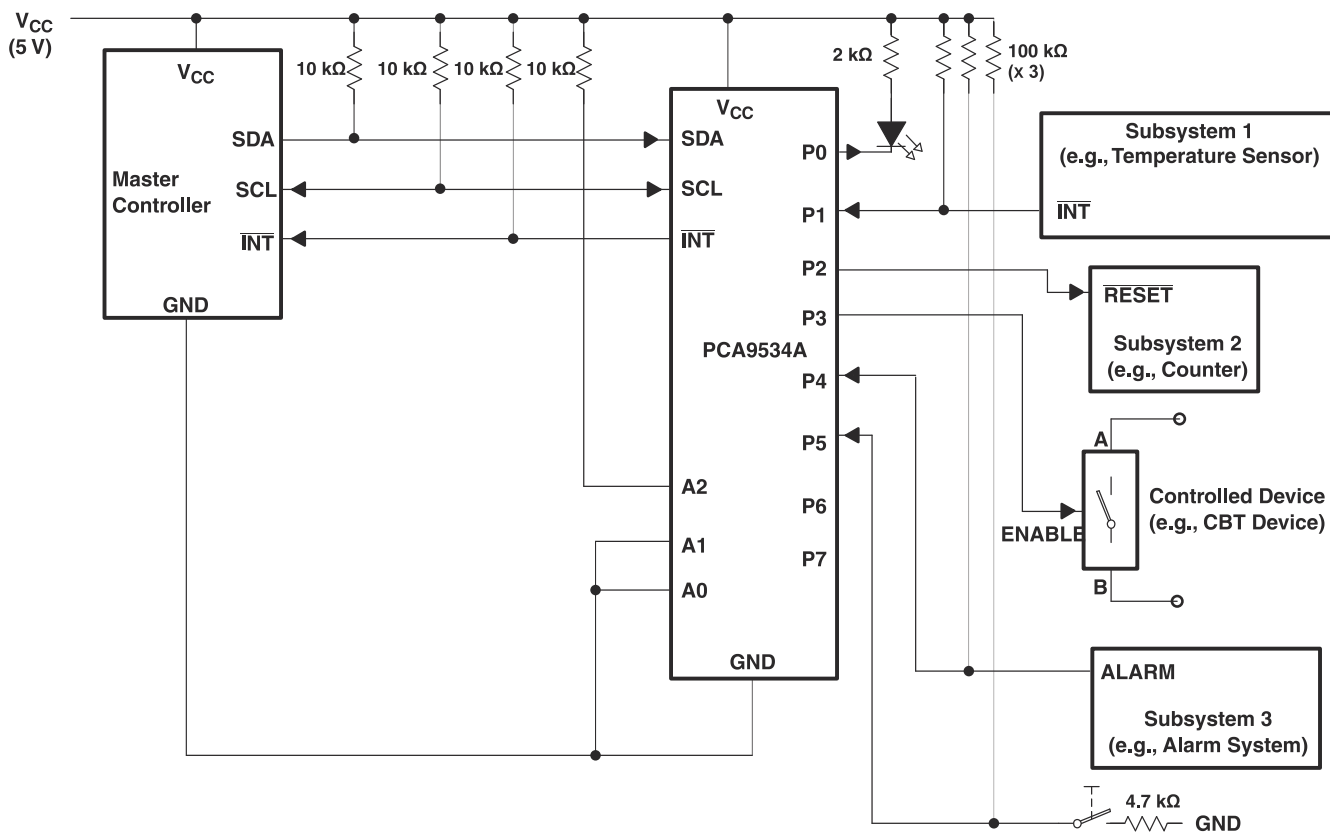 VCC
(5 V)
VCC
10 kΩ
10 kΩ
10 kΩ
10 kΩ
VCC
2 kΩ
100 kΩ
(x 3)
Master
Controller
SDA
SCL
INT
GND
SDA
SCL
INT
PCA9534A
A2
A1
A0
GND
P0
P1
P2
P3
P4
P5
P6
P7
Subsystem 1
(e.g., Temperature Sensor)
INT
RESET
Subsystem 2
(e.g., Counter)
A
ENABLE
B
Controlled Device
(e.g., CBT Device)
ALARM
Subsystem 3
(e.g., Alarm System)
4.7 kΩ
GND